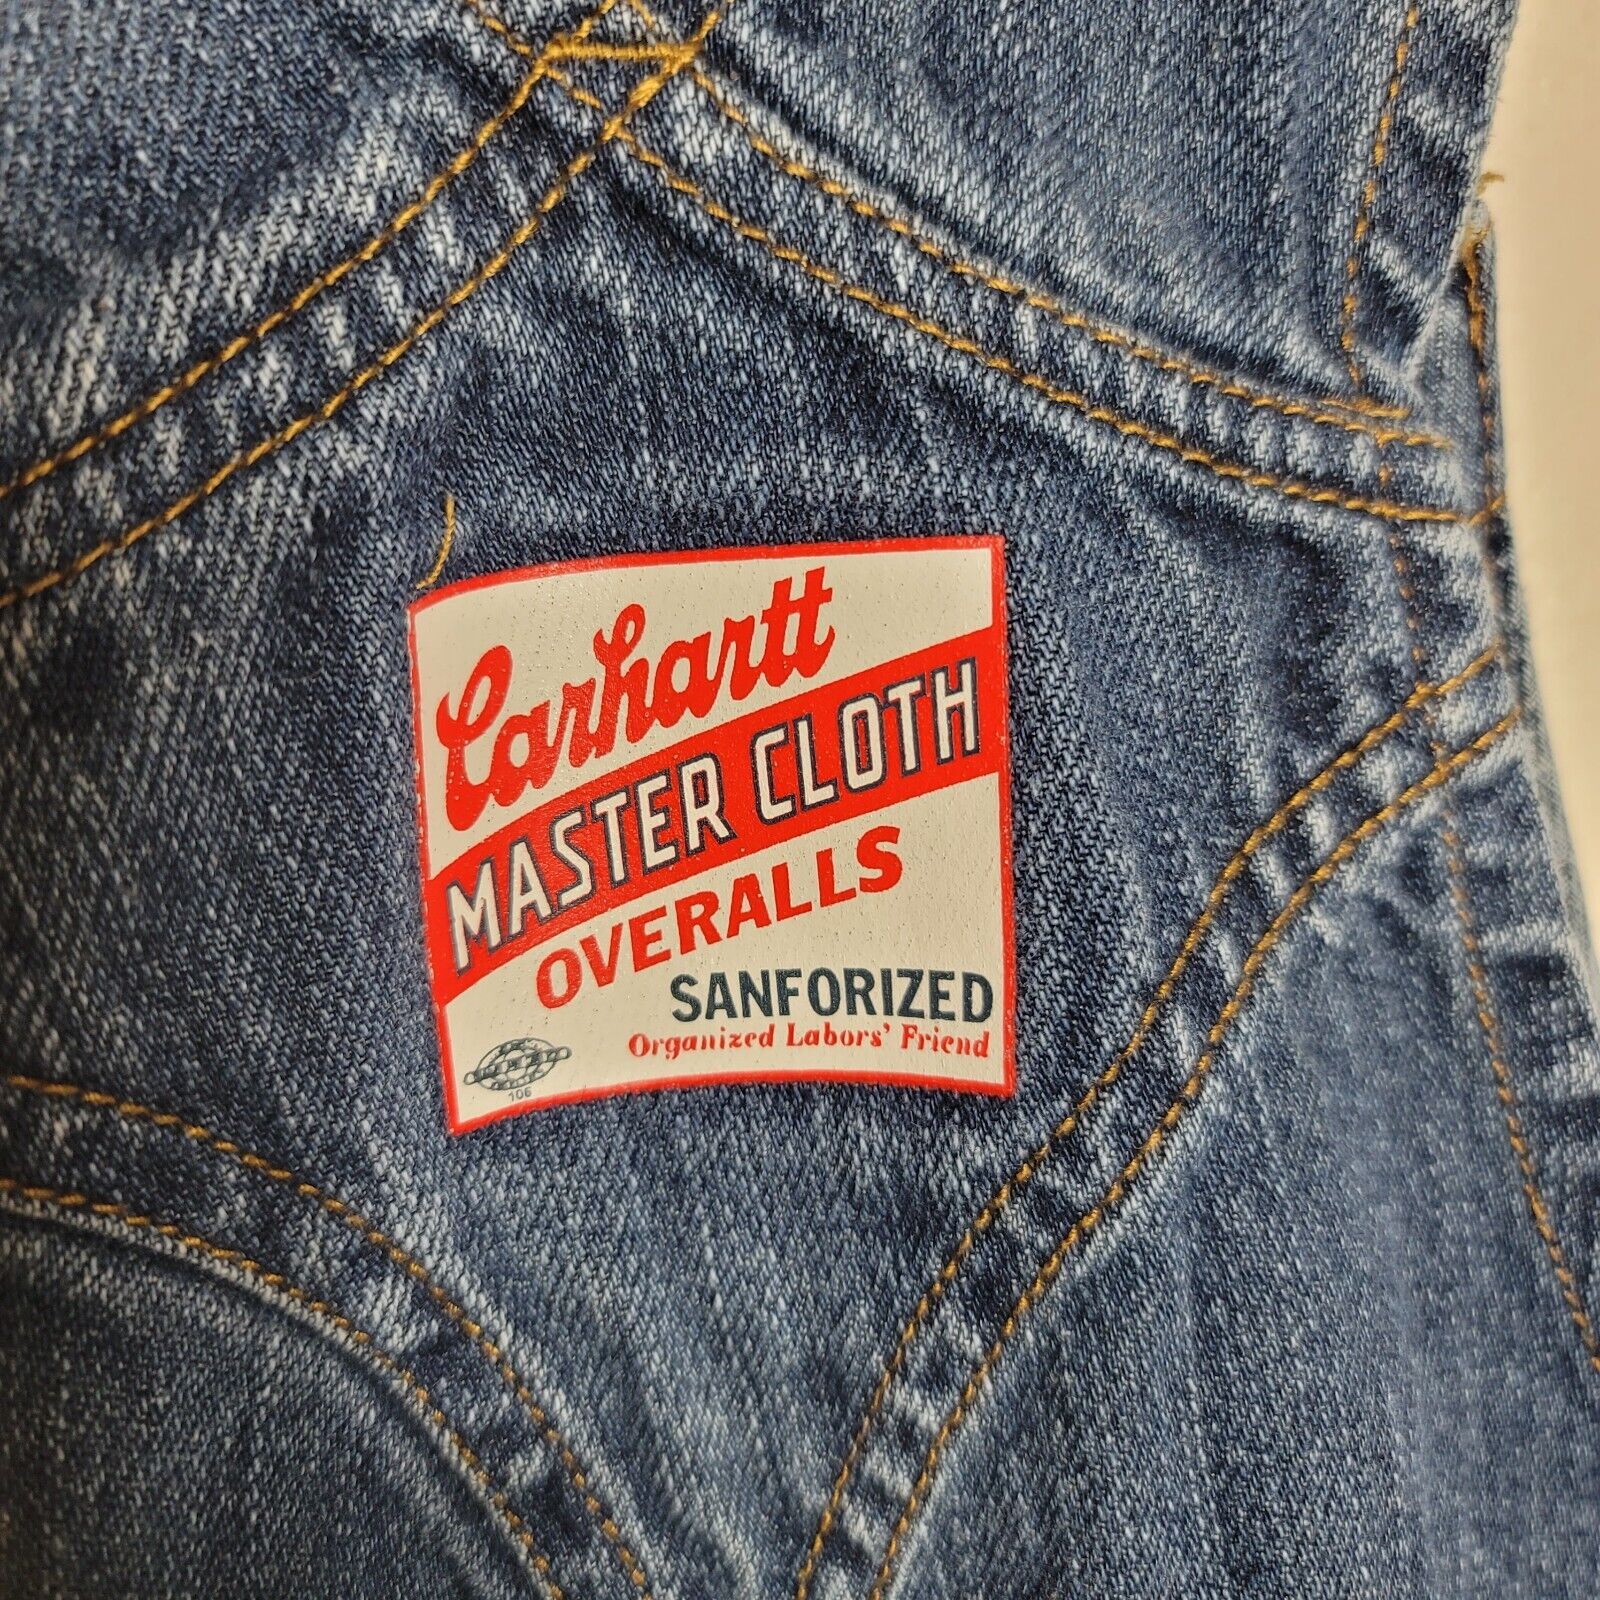 Carhartt
MASTER CLOTH
OVERALLS
SANFORIZED
Organized Labors' Friend
106